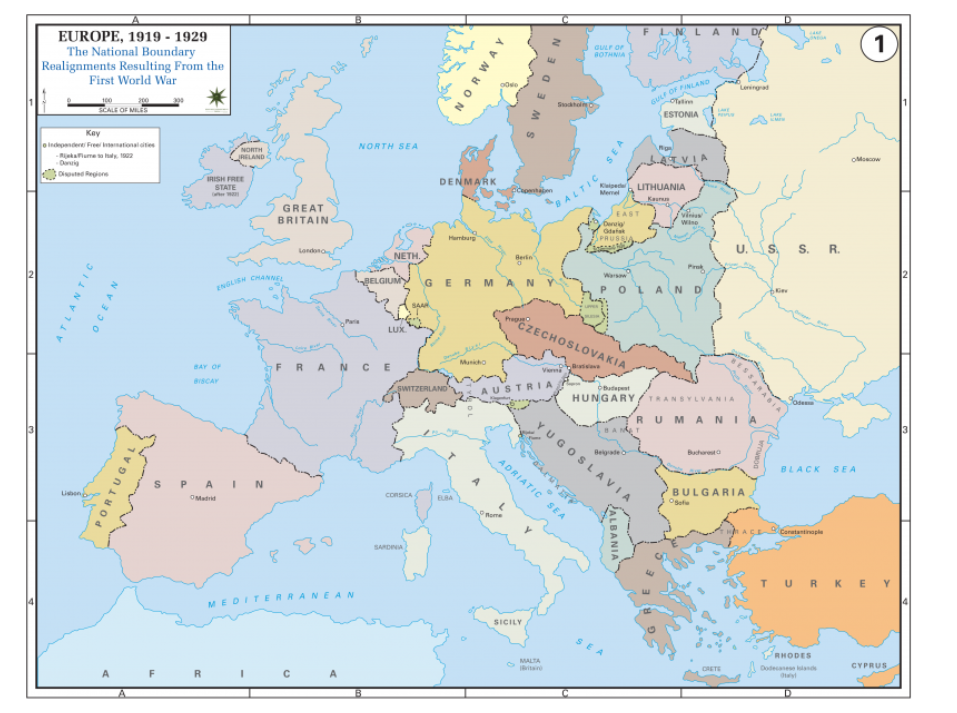 A
B
C
D
EUROPE, 1919 - 1929
The National Boundary
Realignments Resulting From the
First World War
0 100 200 300
SCALE OF MILES
1
Key
Independent/ Free/ International cities
- Rijeka/Fiume to Italy, 1922
- Danzig
Disputed Regions
1
1
2
2
3
3
4
4
NORWAY
Oslo
SWEDEN
Stockholm
GULF OF
BOTHNIA
FINLAND
GULF OF FINLAND
Leningrad
Tallinn
ESTONIA
Riga
LATVIA
Moscow
NORTH SEA
NORTH
IRELAND
IRISH FREE
STATE
(after 1922)
GREAT
BRITAIN
London
DENMARK
Copenhagen
BALTIC SEA
Klaipeda/
Memel
LITHUANIA
Kaunus
Vilnius/
Wilno
EAST
PRUSSIA
Danzig/
Gdańsk
U. S. S. R.
ATLANTIC
OCEAN
ENGLISH CHANNEL
NETH.
BELGIUM
LUX.
SAAR
Hamburg
Berlin
GERMANY
Munich
Warsaw
Pinsk
POLAND
Kiev
Paris
FRANCE
BAY OF
BISCAY
Prague
CZECHOSLOVAKIA
SWITZERLAND
AUSTRIA
Vienna
Bratislava
Budapest
HUNGARY
TRANSYLVANIA
BESSARABIA
RUMANIA
Odessa
BANAT
Bucharest
BLACK SEA
PORTUGAL
Lisbon
SPAIN
Madrid
ITALY
Rome
YUGOSLAVIA
Belgrade
ADRIATIC SEA
CORSICA
ELBA
SARDINIA
BULGARIA
Sofia
ALBANIA
THRACE
Constantinople
GREECE
TURKEY
MEDITERRANEAN
SEA
SICILY
MALTA
(Britain)
CRETE
RHODES
Dodecanese Islands
(Italy)
CYPRUS
AFRICA
A
B
C
D